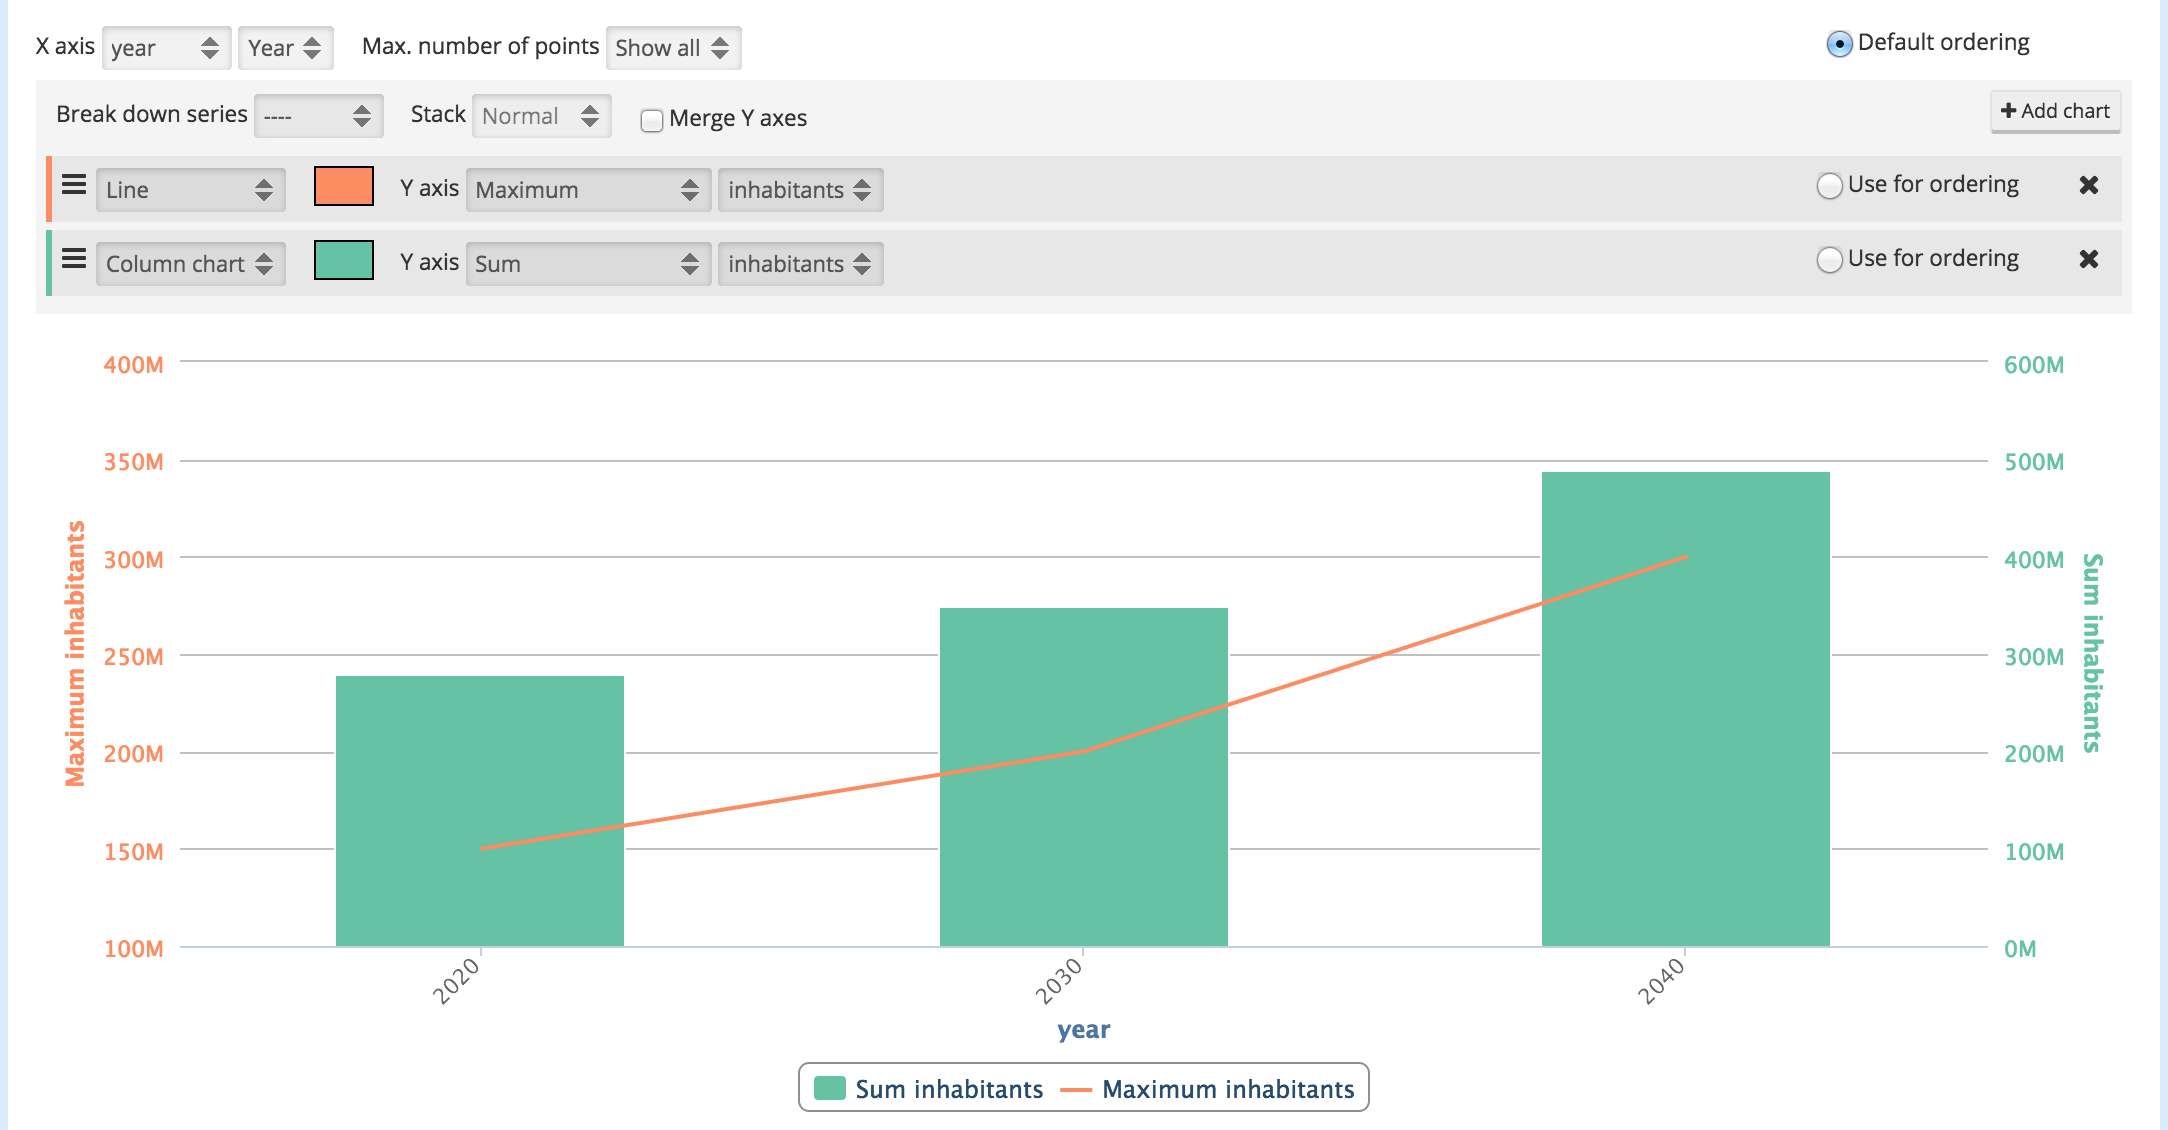 X axis year Year Max. number of points Show all Default ordering
Break down series ---- Stack Normal Merge Y axes + Add chart
Line Y axis Maximum inhabitants Use for ordering
Column chart Y axis Sum inhabitants Use for ordering
400M 600M
350M 500M
300M 400M
250M 300M
200M 200M
150M 100M
100M 0M
Maximum inhabitants
Sum inhabitants
2020 2030 2040
year
Sum inhabitants Maximum inhabitants